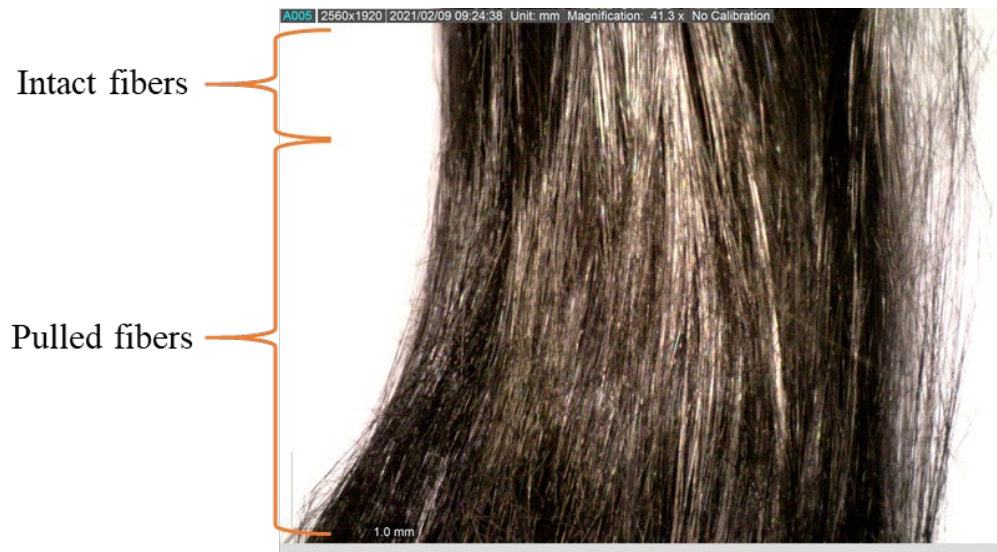 A005 2560x1920 2021/02/09 09:24:38 Unit: mm Magnification: 41.3 x No Calibration
Intact fibers
Pulled fibers
1.0 mm